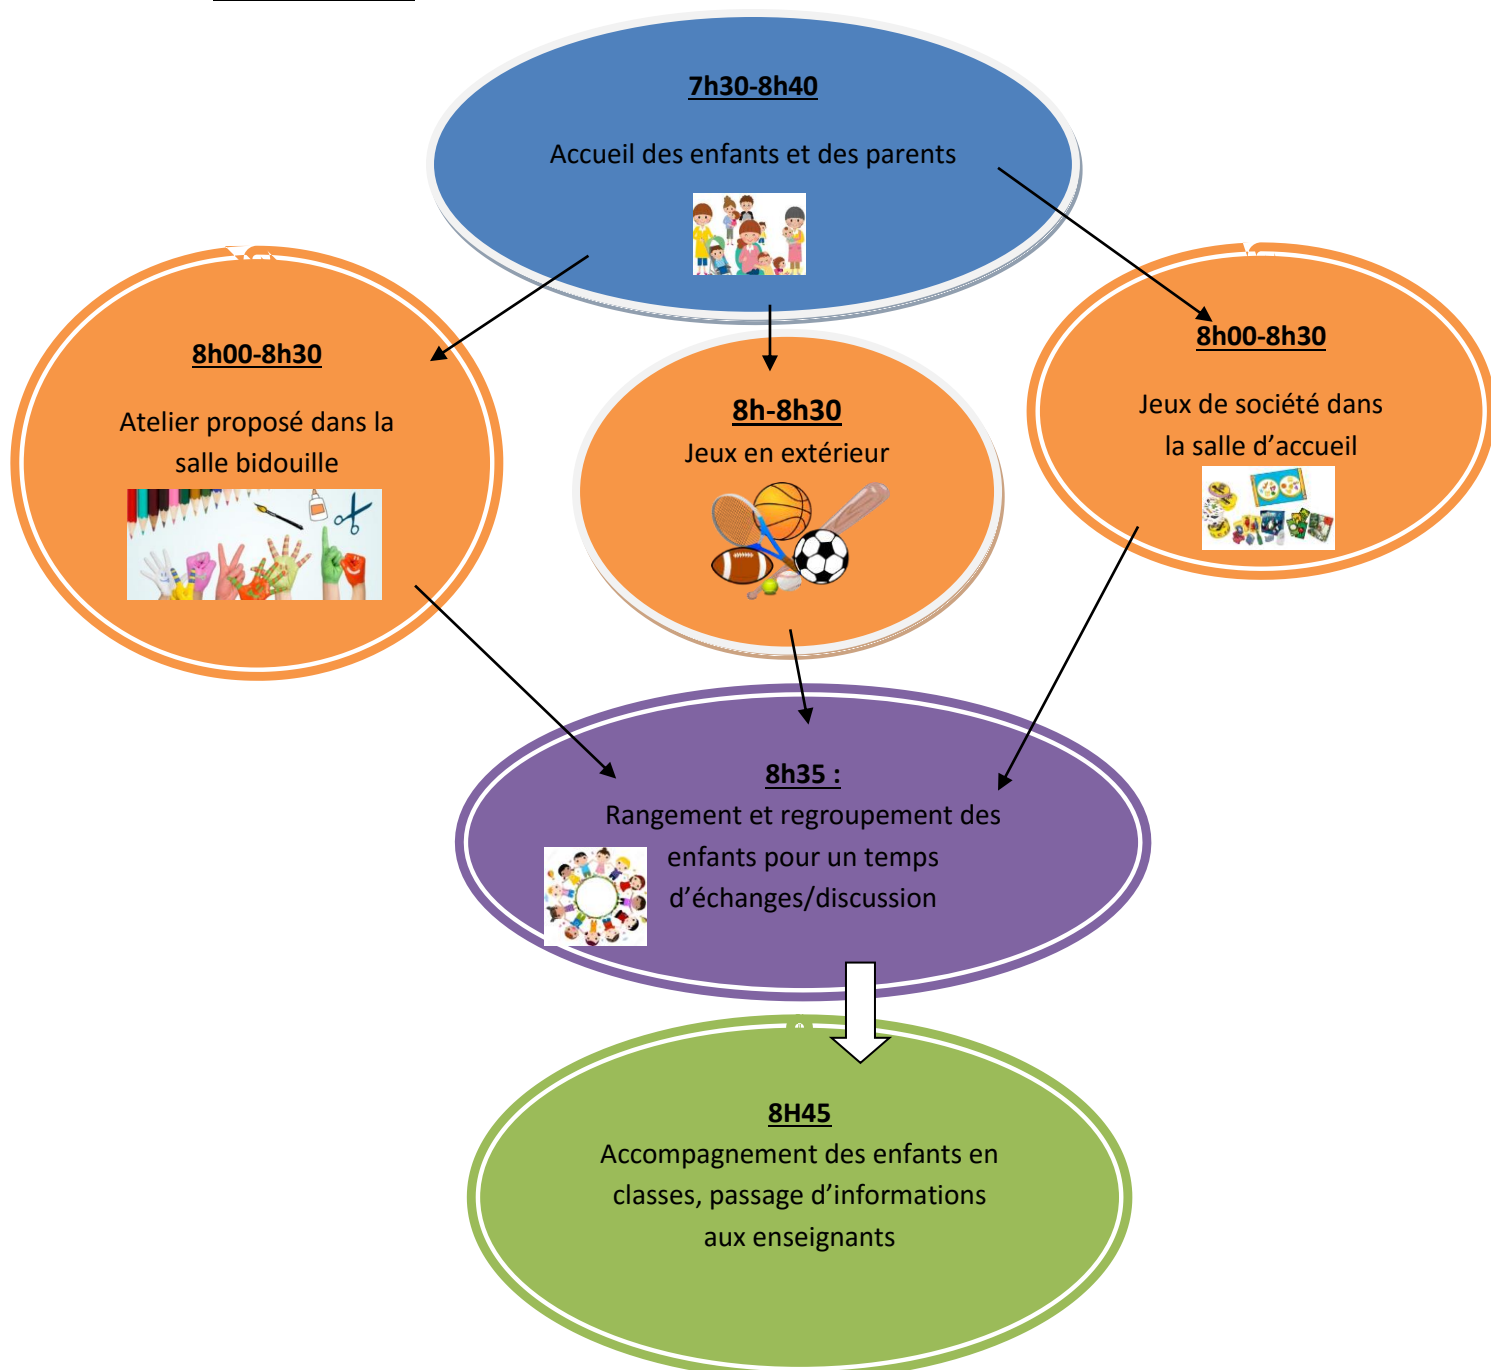 7h30-8h40
Accueil des enfants et des parents
8h00-8h30
Atelier proposé dans la
salle bidouille
8h-8h30
Jeux en extérieur
8h00-8h30
Jeux de société dans
la salle d’accueil
8h35 :
Rangement et regroupement des
enfants pour un temps
d’échanges/discussion
8H45
Accompagnement des enfants en
classes, passage d’informations
aux enseignants